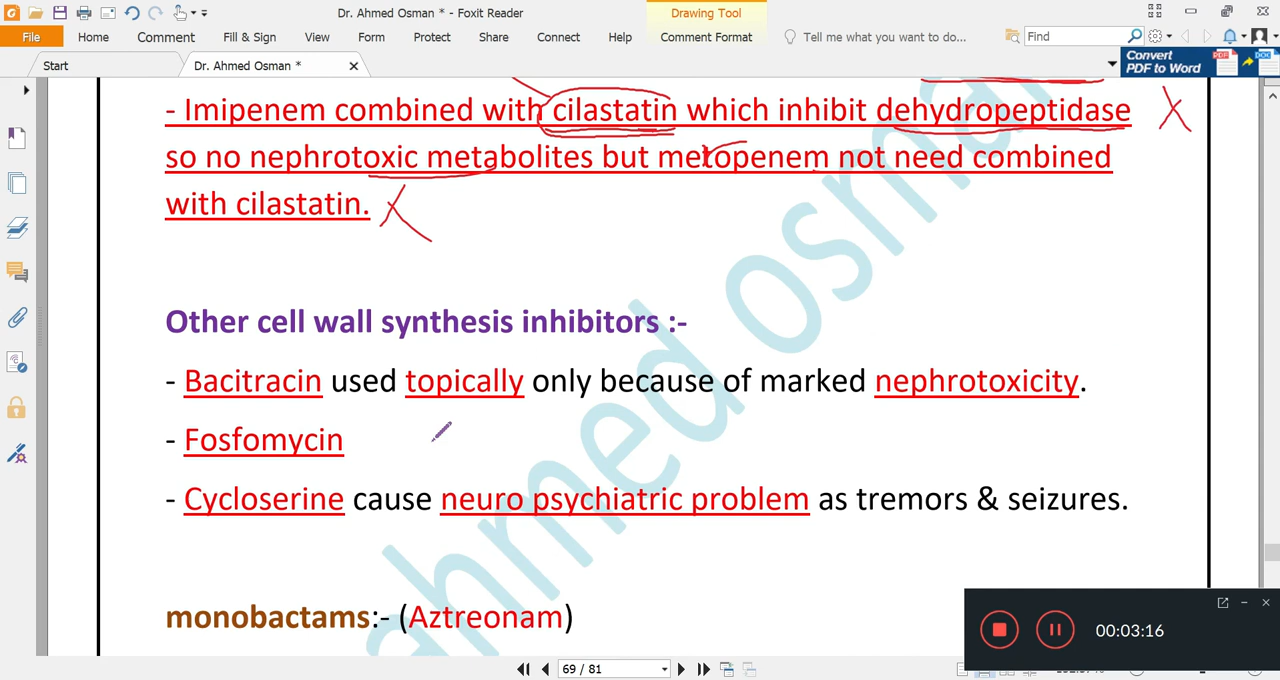 Dr. Ahmed Osman * - Foxit Reader
Drawing Tool
File Home Comment Fill & Sign View Form Protect Share Connect Help Comment Format Tell me what you want to do... Find
Start Dr. Ahmed Osman *
Convert
PDF to Word
- Imipenem combined with cilastatin which inhibit dehydropeptidase
so no nephrotoxic metabolites but metopenem not need combined
with cilastatin.
Other cell wall synthesis inhibitors :-
- Bacitracin used topically only because of marked nephrotoxicity.
- Fosfomycin
- Cycloserine cause neuro psychiatric problem as tremors & seizures.
monobactams:- (Aztreonam)
ahmed osman
00:03:16
69 / 81